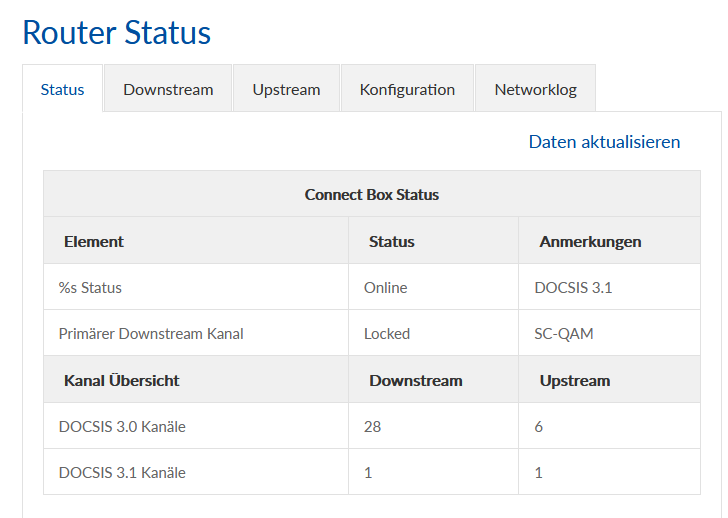 Router Status
Status Downstream Upstream Konfiguration Networklog
Daten aktualisieren
Connect Box Status
Element Status Anmerkungen
%s Status Online DOCSIS 3.1
Primärer Downstream Kanal Locked SC-QAM
Kanal Übersicht Downstream Upstream
DOCSIS 3.0 Kanäle 28 6
DOCSIS 3.1 Kanäle 1 1